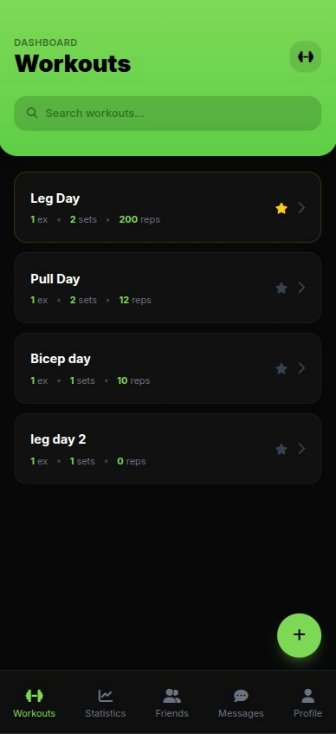 DASHBOARD
Workouts
Search workouts...
Leg Day
1 ex • 2 sets • 200 reps
Pull Day
1 ex • 2 sets • 12 reps
Bicep day
1 ex • 1 sets • 10 reps
leg day 2
1 ex • 1 sets • 0 reps
+
Workouts Statistics Friends Messages Profile